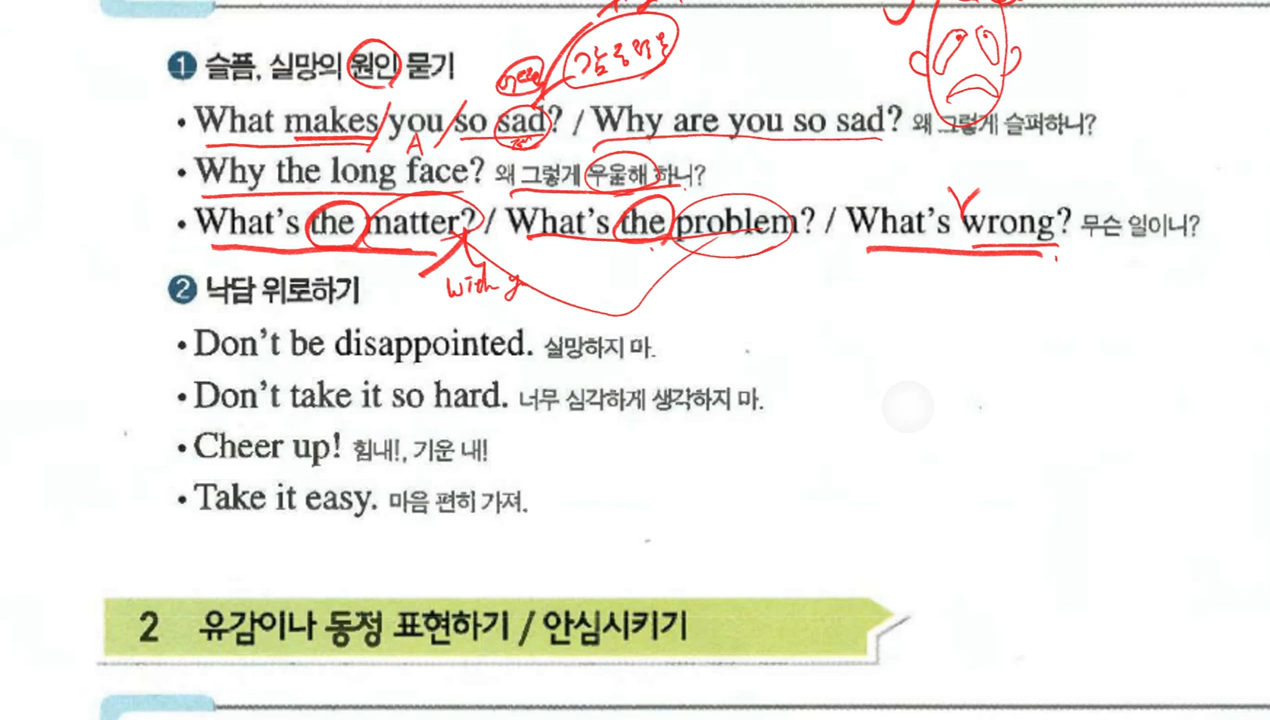 1 슬픔, 실망의 원인 묻기
• What makes / you / so sad? / Why are you so sad? 왜 그렇게 슬퍼하니?
A
• Why the long face? 왜 그렇게 우울해 하니?
• What's the matter? / What's the problem? / What's wrong? 무슨 일이니?
with y
2 낙담 위로하기
• Don't be disappointed. 실망하지 마.
• Don't take it so hard. 너무 심각하게 생각하지 마.
• Cheer up! 힘내!, 기운 내!
• Take it easy. 마음 편히 가져.
2 유감이나 동정 표현하기 / 안심시키기